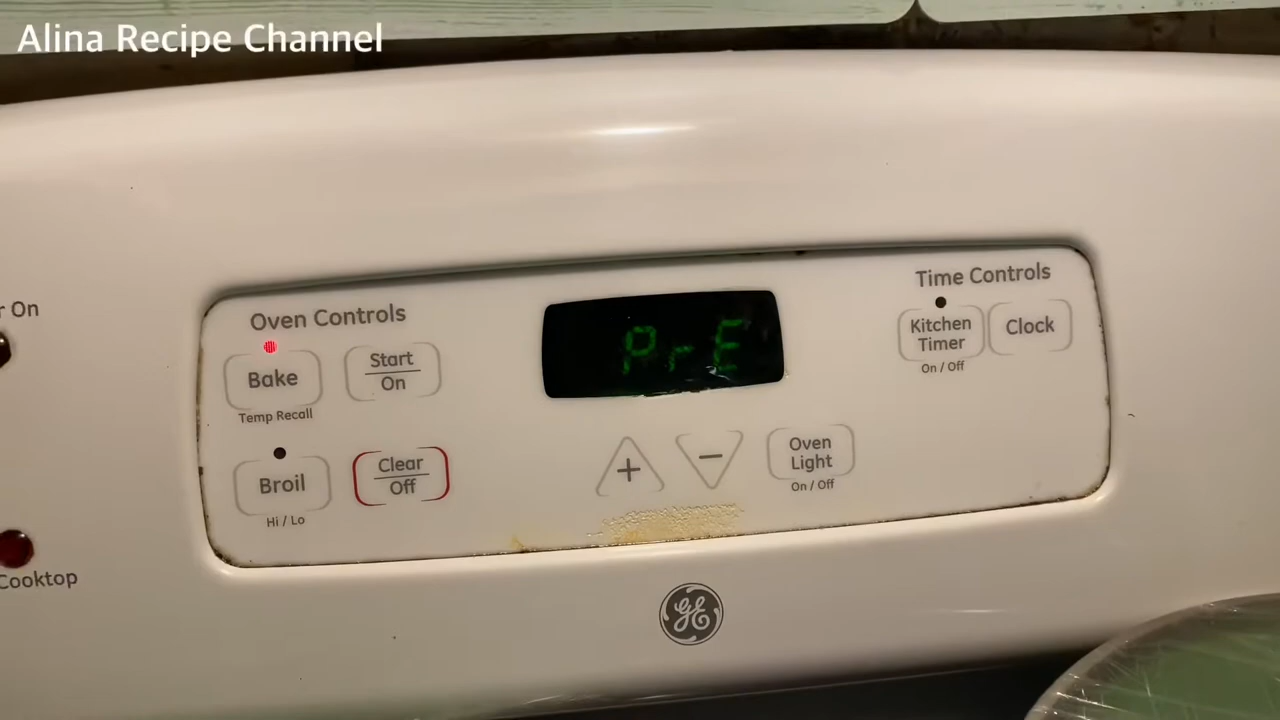 Alina Recipe Channel
r On
Oven Controls
Bake
Temp Recall
Start
On
Broil
Hi / Lo
Clear
Off
PrE
+
−
Oven
Light
On / Off
Time Controls
Kitchen
Timer
On / Off
Clock
Cooktop
GE